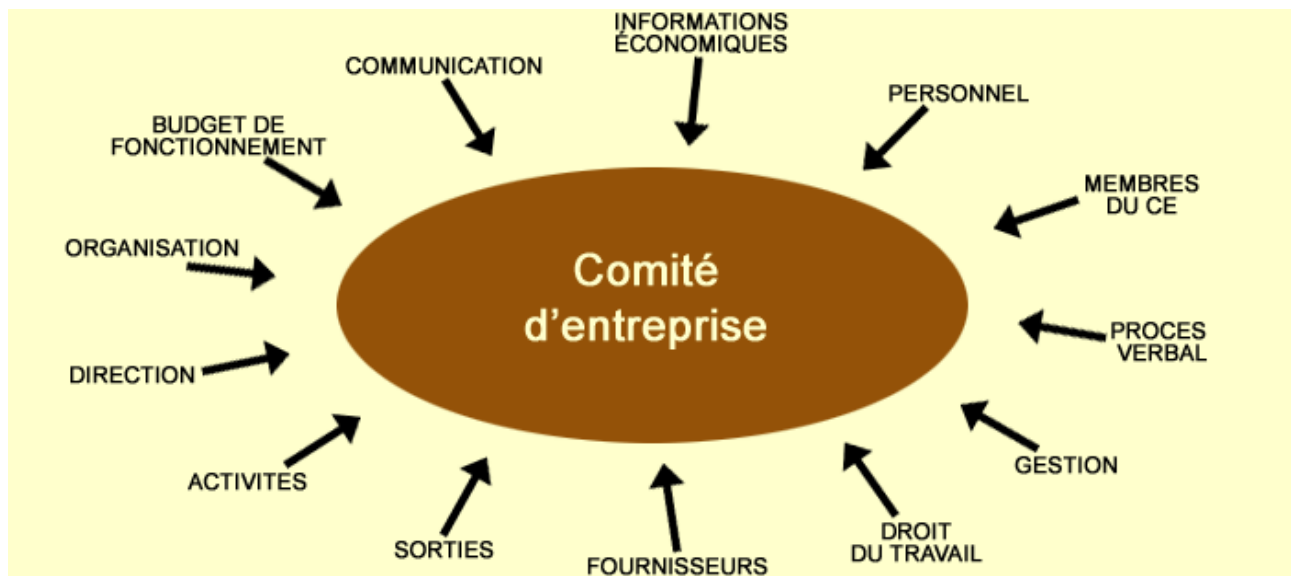 INFORMATIONS
ÉCONOMIQUES
COMMUNICATION
PERSONNEL
BUDGET DE
FONCTIONNEMENT
MEMBRES
DU CE
ORGANISATION
Comité
d'entreprise
PROCES
VERBAL
DIRECTION
GESTION
ACTIVITES
DROIT
DU TRAVAIL
SORTIES
FOURNISSEURS